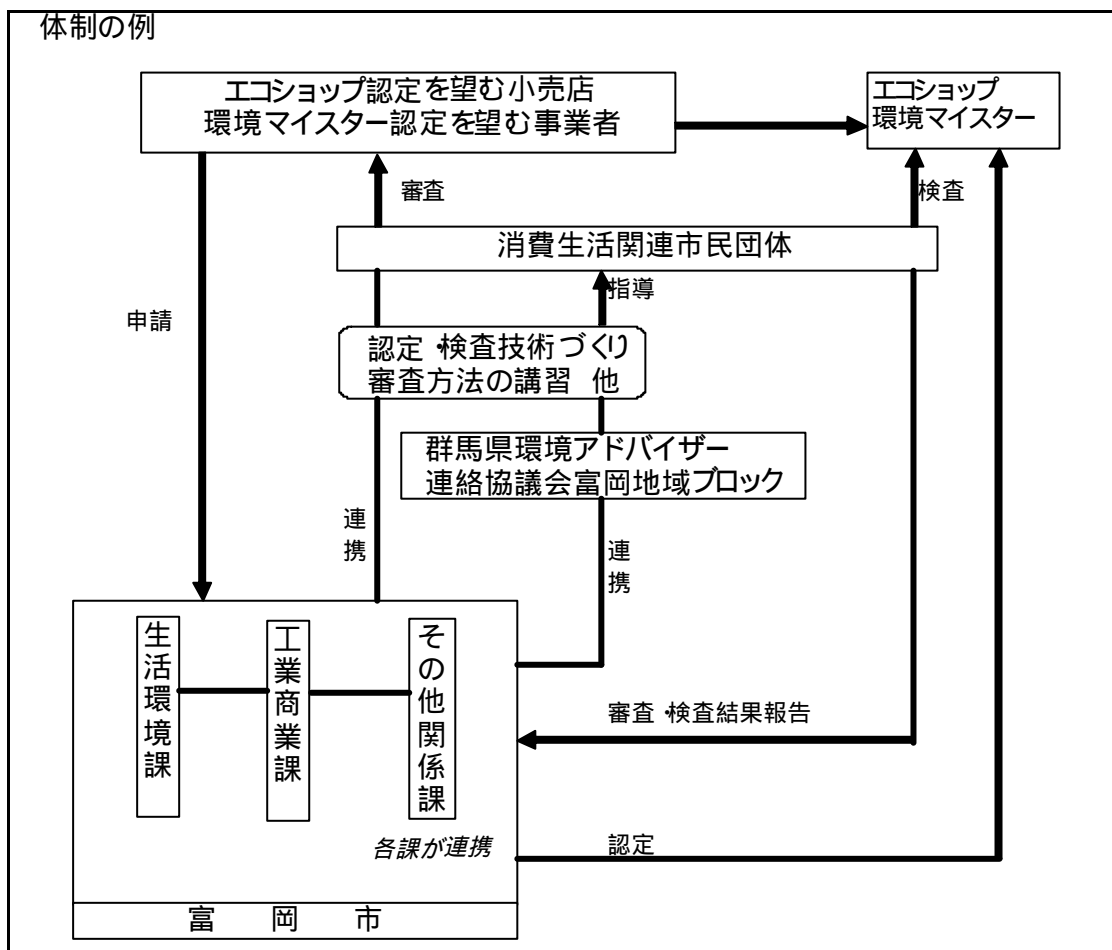 体制の例
エコショップ認定を望む小売店
環境マイスター認定を望む事業者
エコショップ
環境マイスター
審査
検査
消費生活関連市民団体
指導
申請
認定・検査技術づくり
審査方法の講習 他
群馬県環境アドバイザー
連絡協議会富岡地域ブロック
連携
連携
生活環境課
工業商業課
その他関係課
審査・検査結果報告
各課が連携
認定
富 岡 市